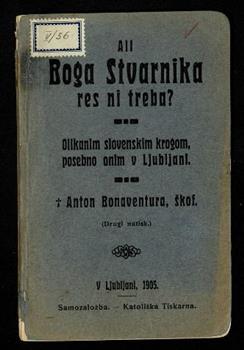 V/56
Ali
Boga Stvarnika
res ni treba?
Olikanim slovenskim krogom,
posebno onim v Ljubljani.
† Anton Bonaventura, škof.
(Drugi natisk.)
V Ljubljani, 1905.
Samozaložba. — Katoliška Tiskarna.